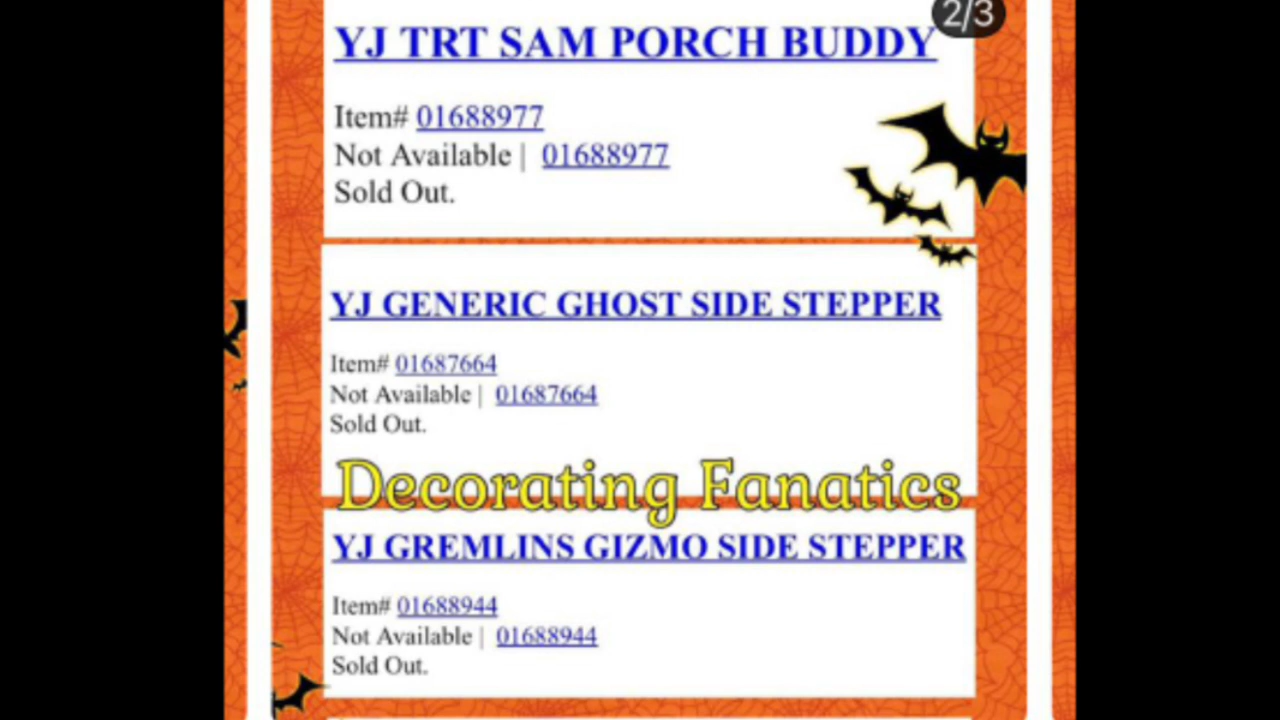 2/3
YJ TRT SAM PORCH BUDDY
Item# 01688977
Not Available | 01688977
Sold Out.
YJ GENERIC GHOST SIDE STEPPER
Item# 01687664
Not Available | 01687664
Sold Out.
Decorating Fanatics
YJ GREMLINS GIZMO SIDE STEPPER
Item# 01688944
Not Available | 01688944
Sold Out.